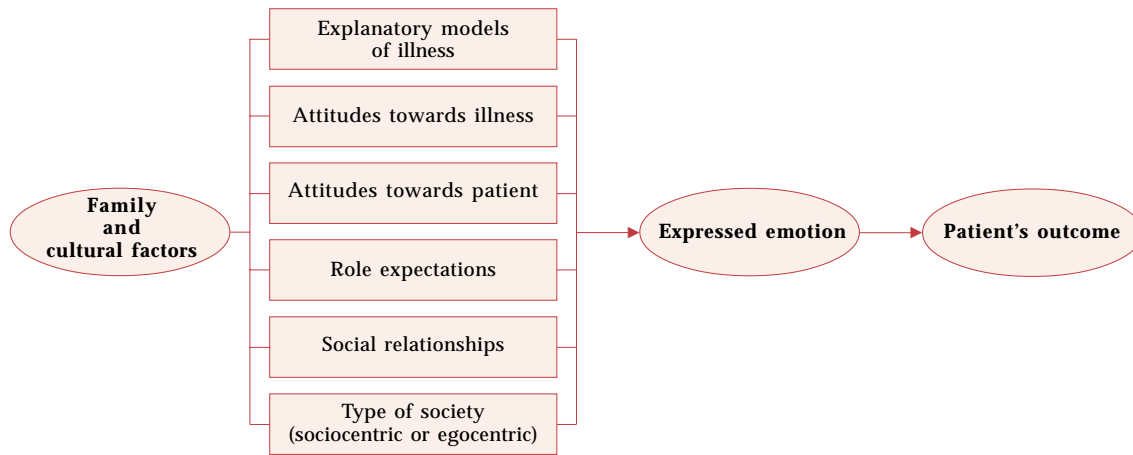 Family
and
cultural factors
Explanatory models
of illness
Attitudes towards illness
Attitudes towards patient
Role expectations
Social relationships
Type of society
(sociocentric or egocentric)
Expressed emotion
Patient’s outcome